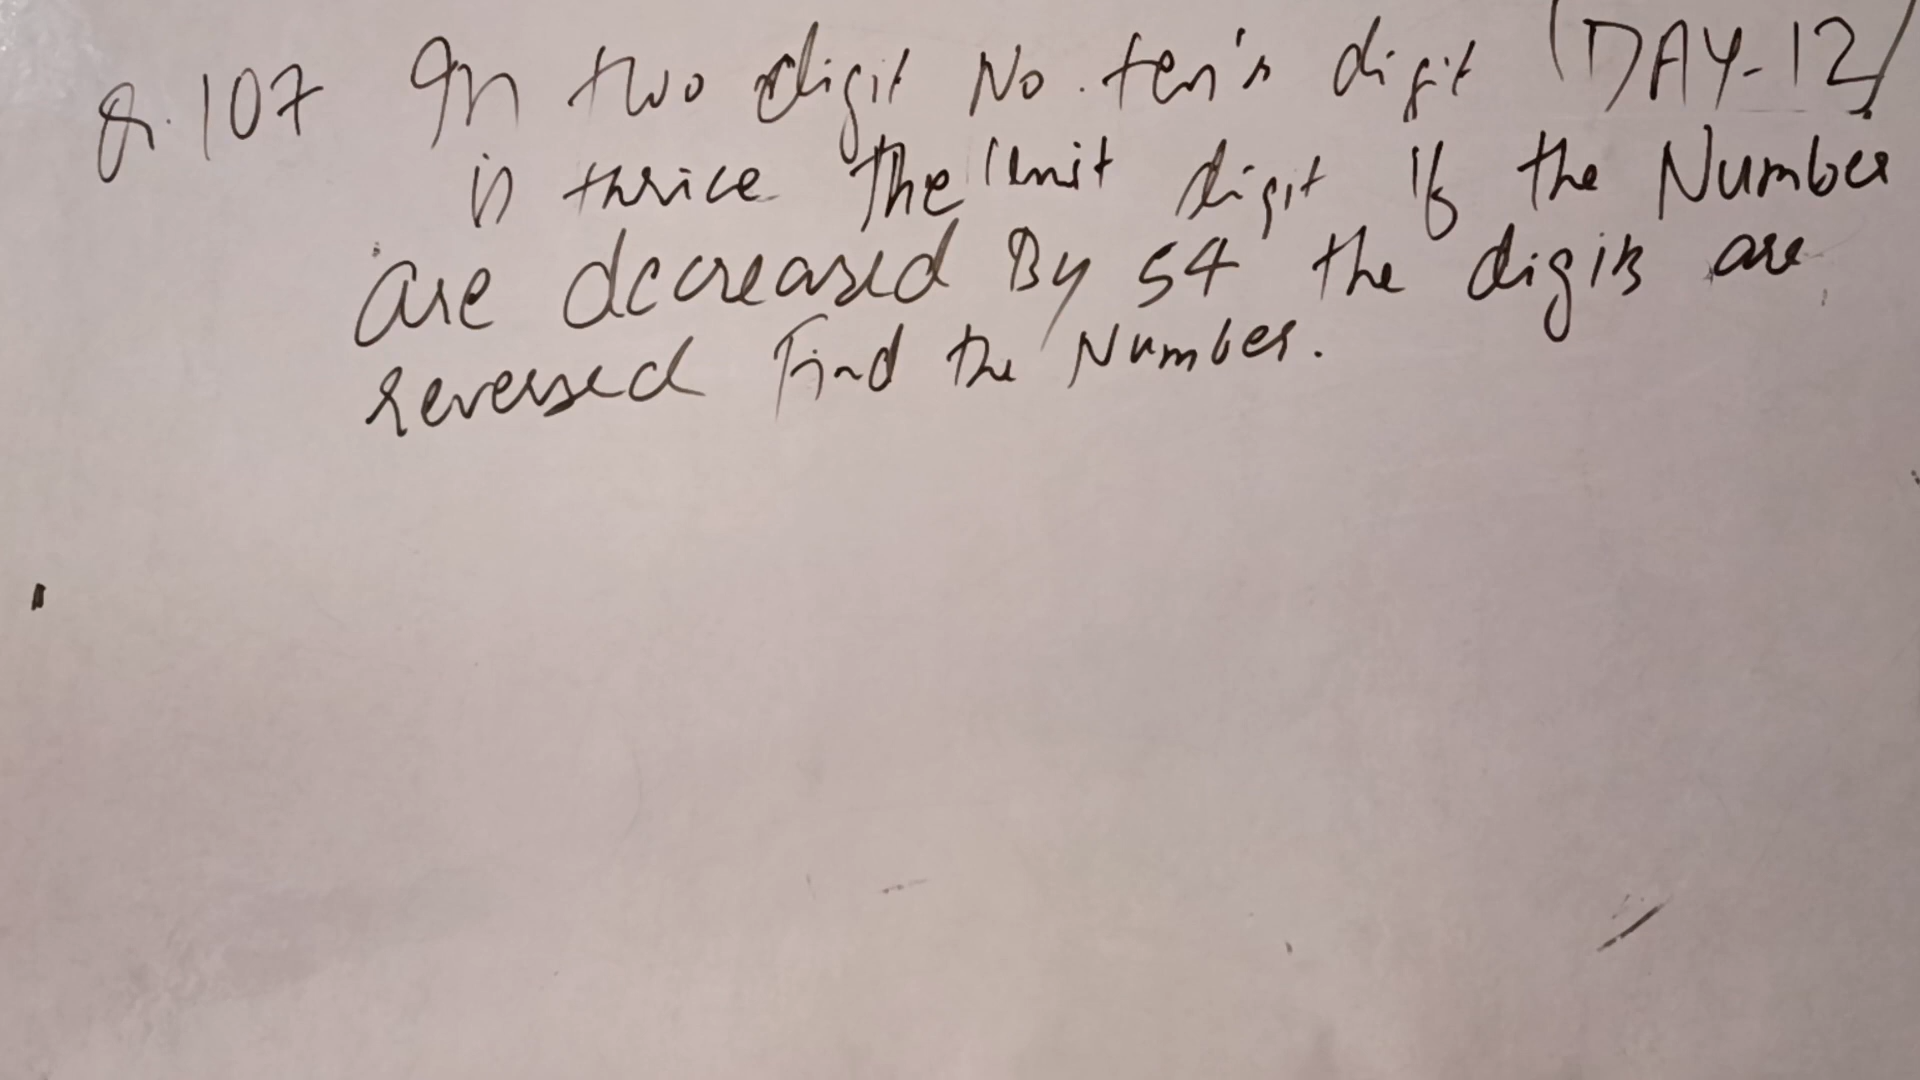 Q.107 In two digit No. ten's digit (DAY-12)
is thrice The Unit digit If the Number
are decreased By 54 the digits are
reversed Find the Number.